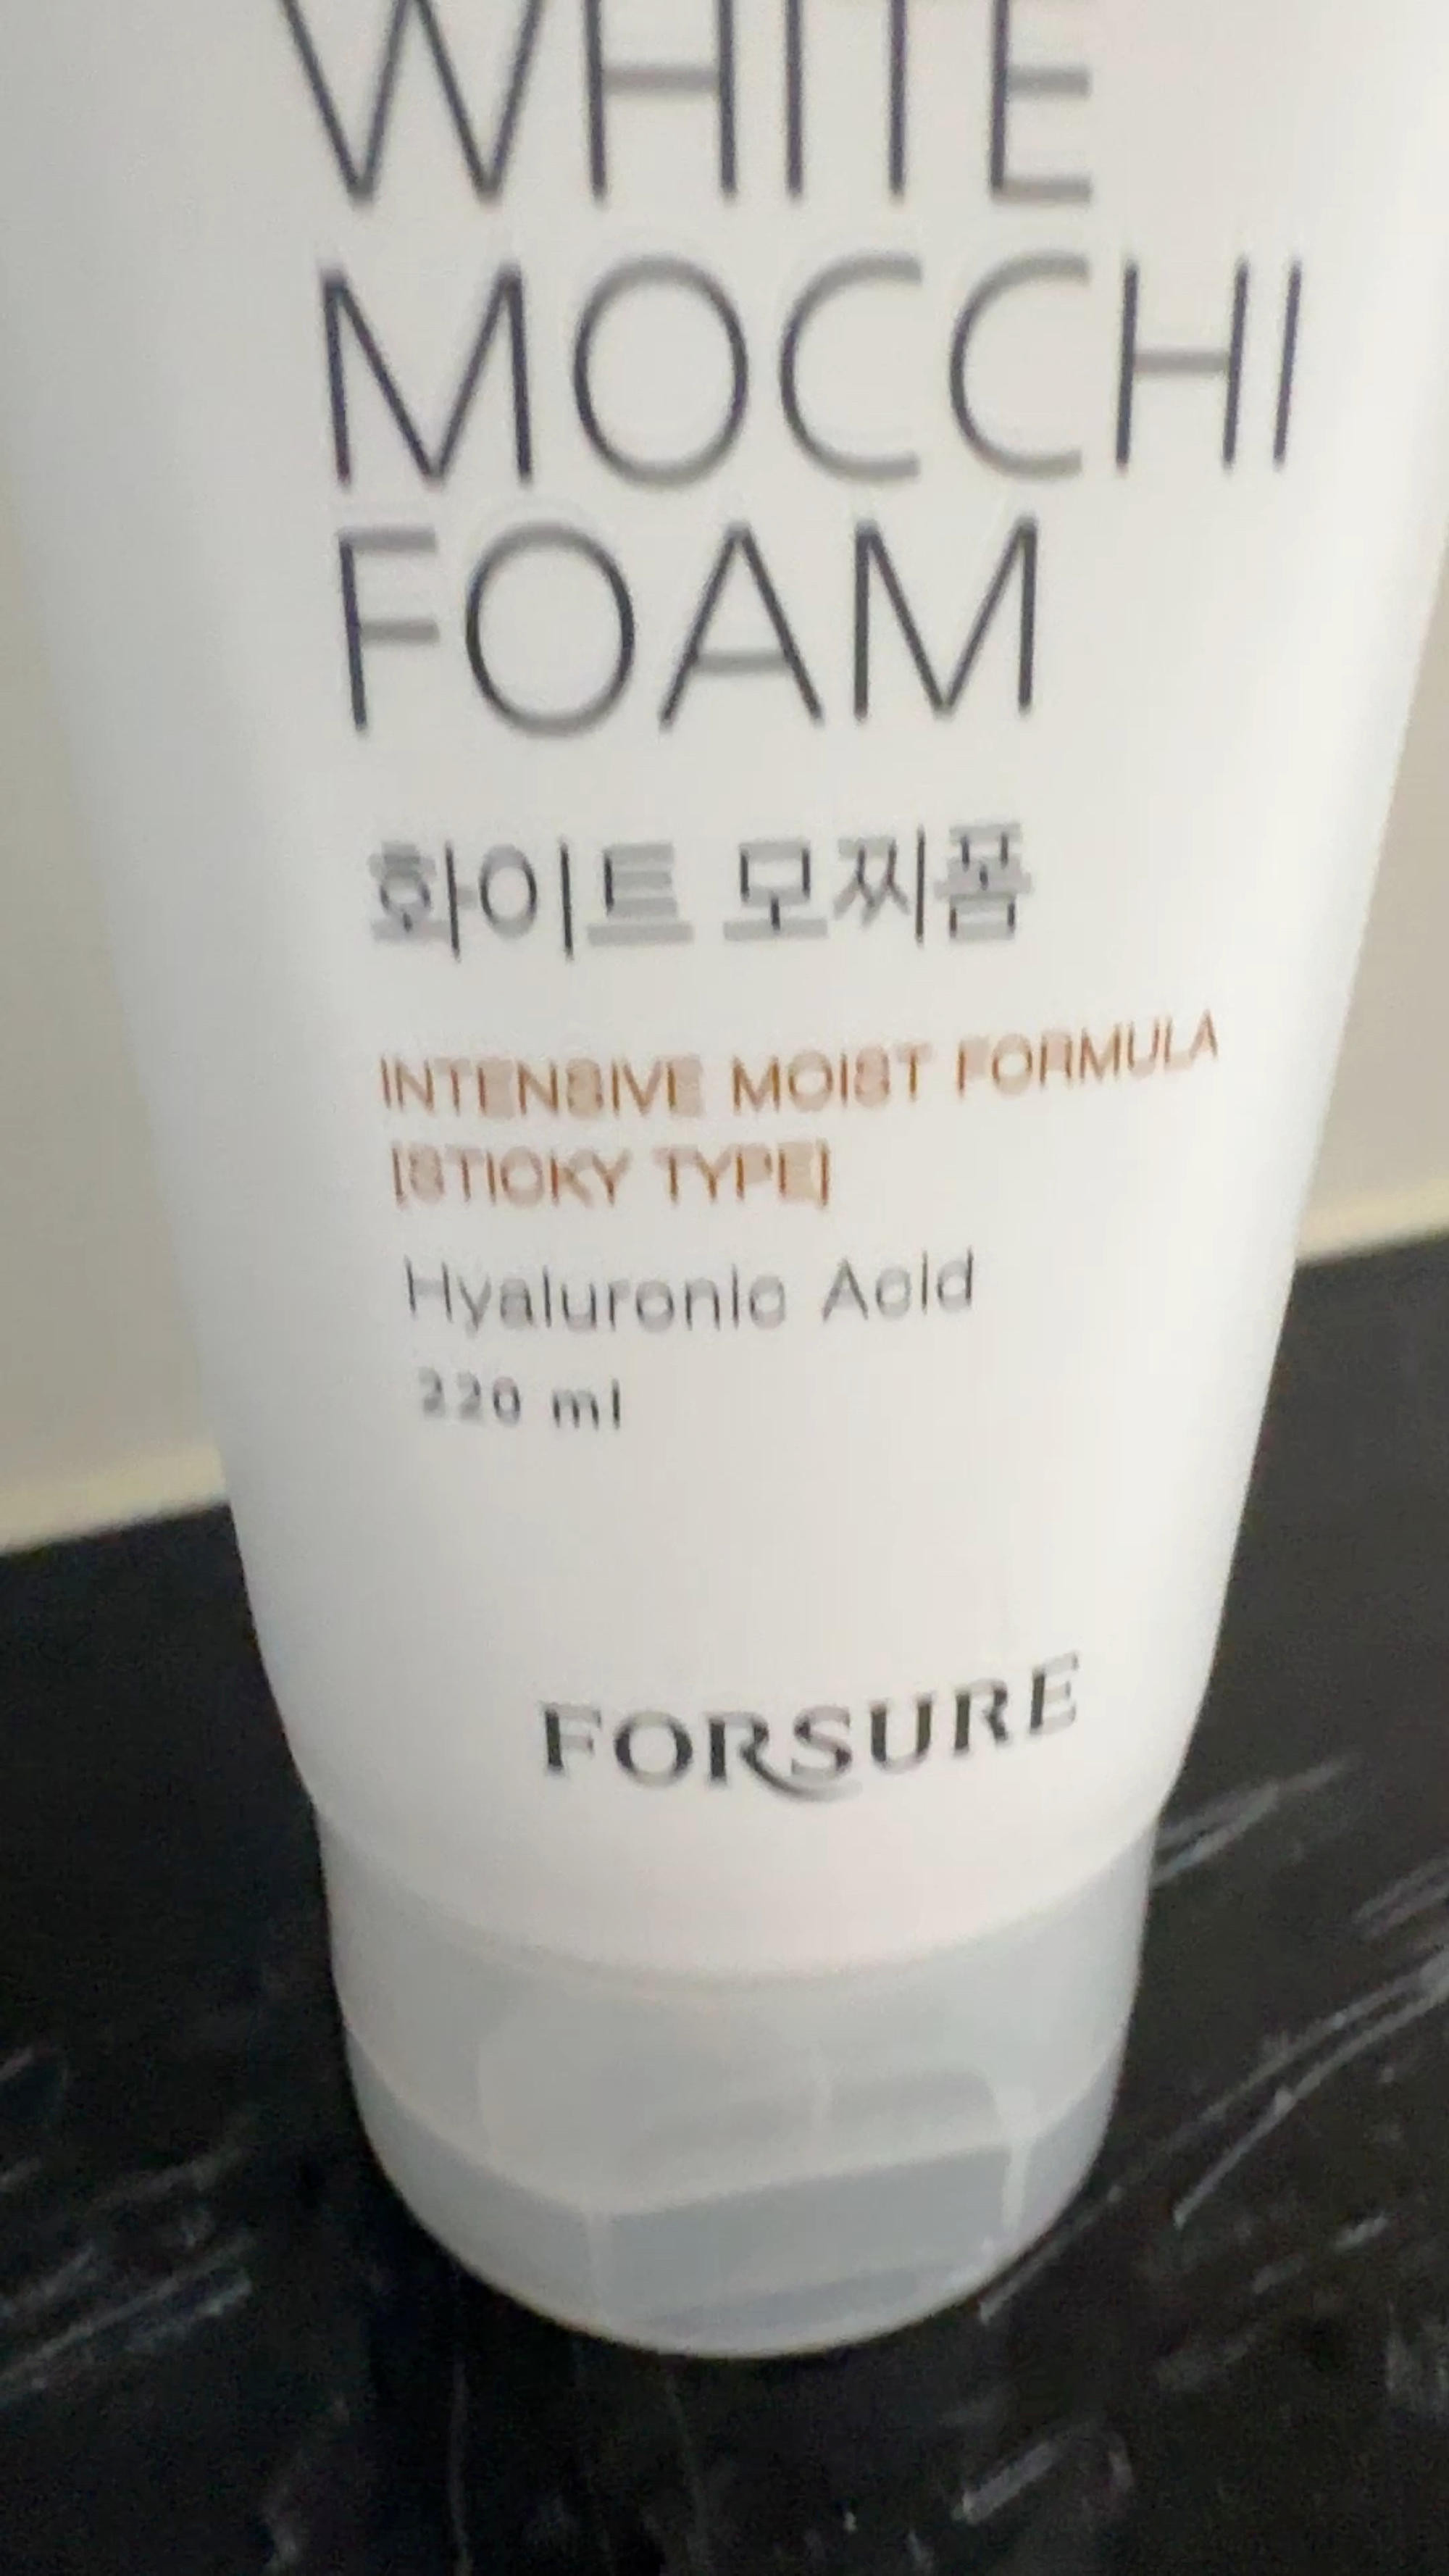 WHITE
MOCCHI
FOAM
화이트 모찌폼
INTENSIVE MOIST FORMULA
[STICKY TYPE]
Hyaluronic Acid
220 ml
FORSURE